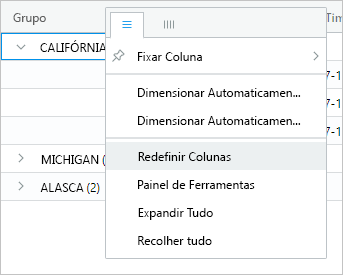 Grupo
Tim
CALIFÓRNIA
Fixar Coluna
7-1
Dimensionar Automaticamen...
7-1
Dimensionar Automaticamen...
7-1
Redefinir Colunas
MICHIGAN (
Painel de Ferramentas
ALASCA (2)
Expandir Tudo
Recolher tudo